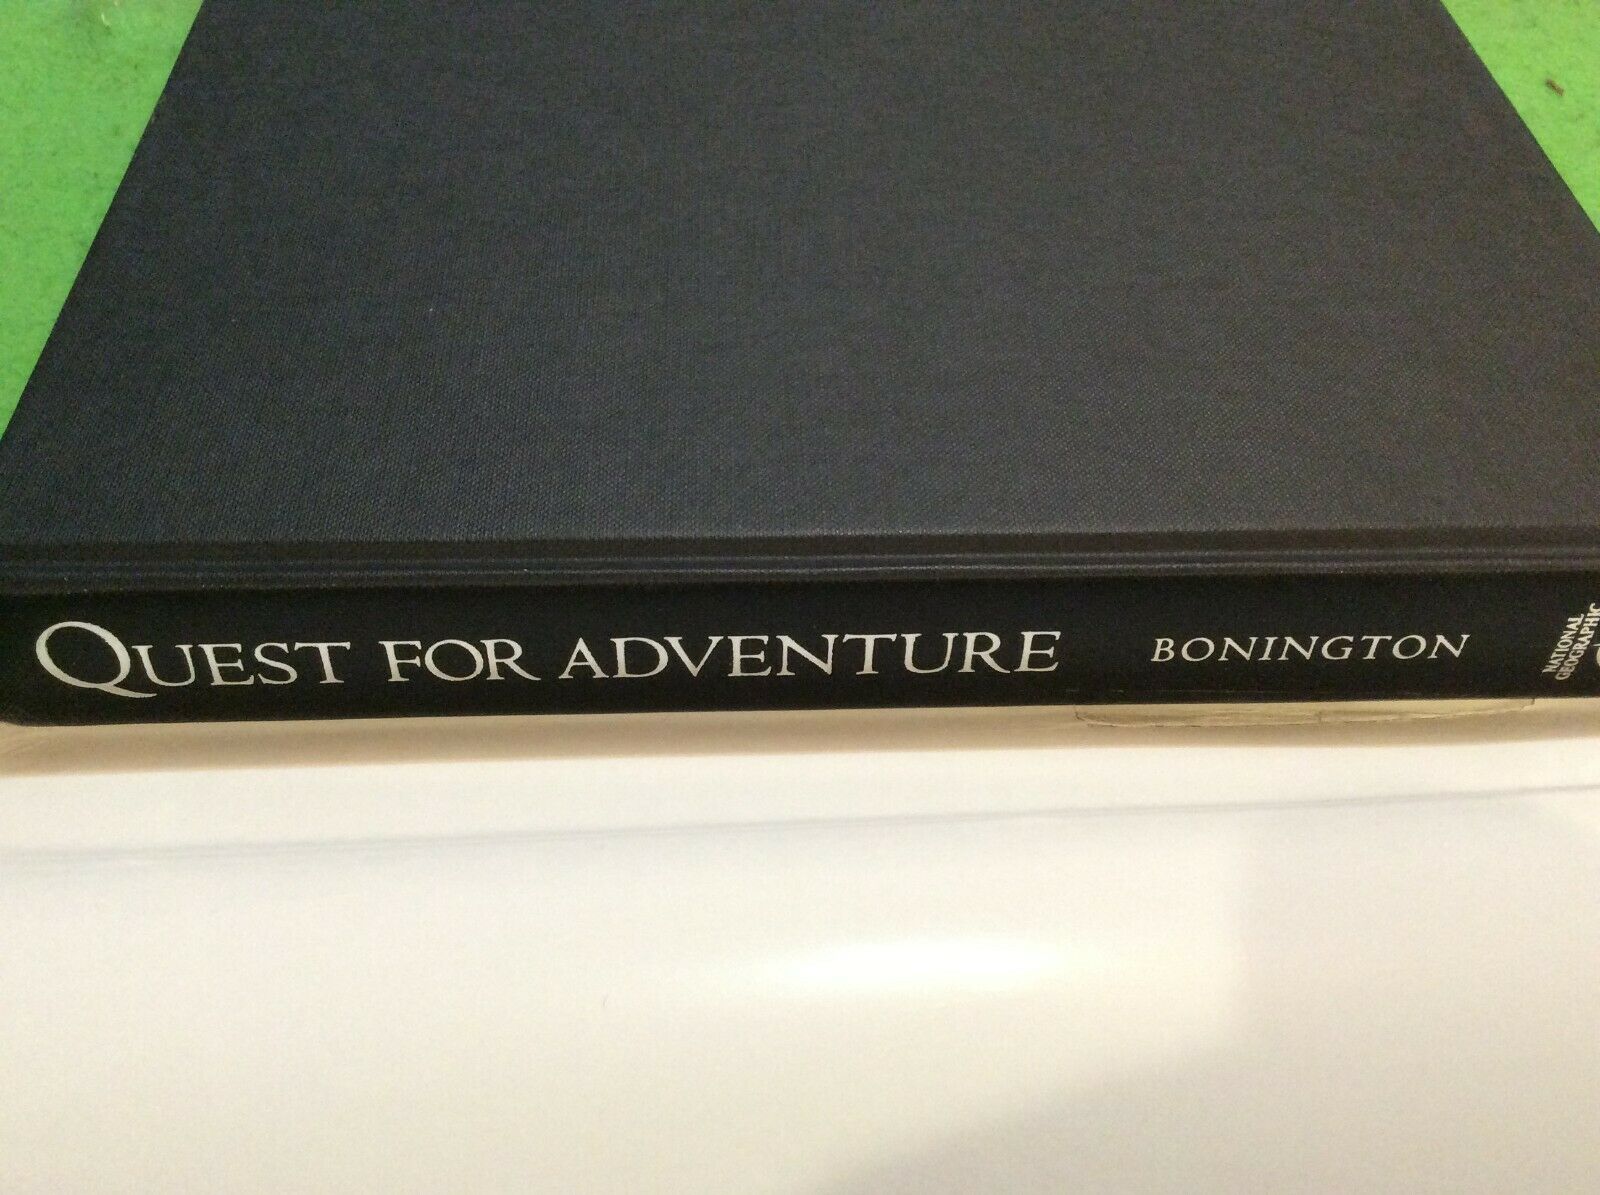 QUEST FOR ADVENTURE BONINGTON
NATIONAL
GEOGRAPHIC